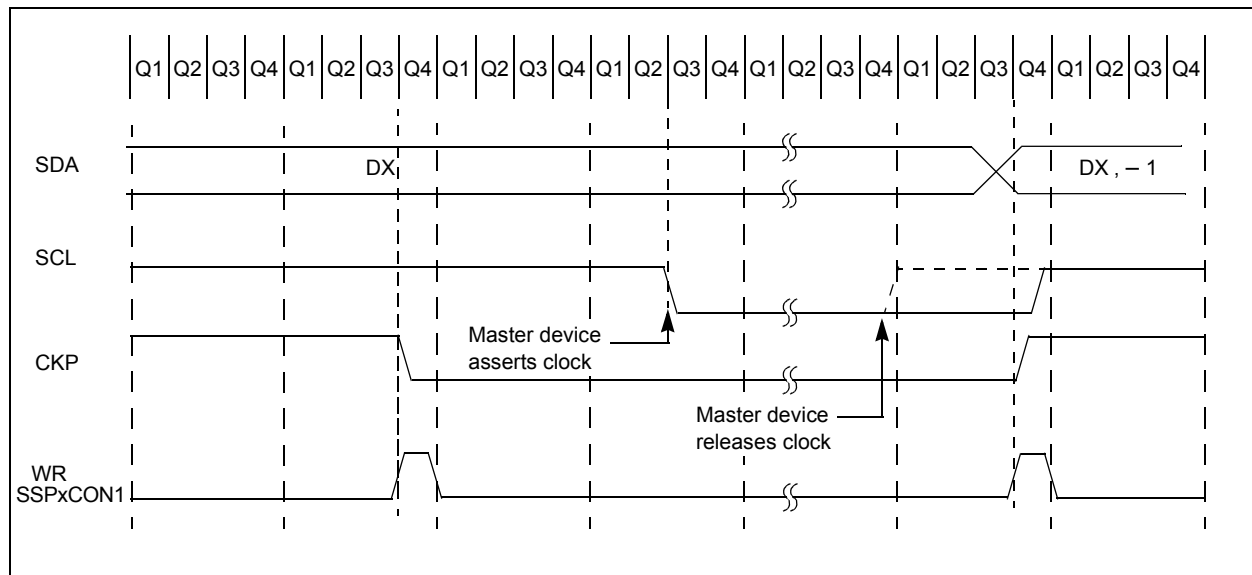 Q1 Q2 Q3 Q4 Q1 Q2 Q3 Q4 Q1 Q2 Q3 Q4 Q1 Q2 Q3 Q4 Q1 Q2 Q3 Q4 Q1 Q2 Q3 Q4 Q1 Q2 Q3 Q4
SDA
DX
DX , – 1
SCL
Master device
asserts clock
CKP
Master device
releases clock
WR
SSPxCON1